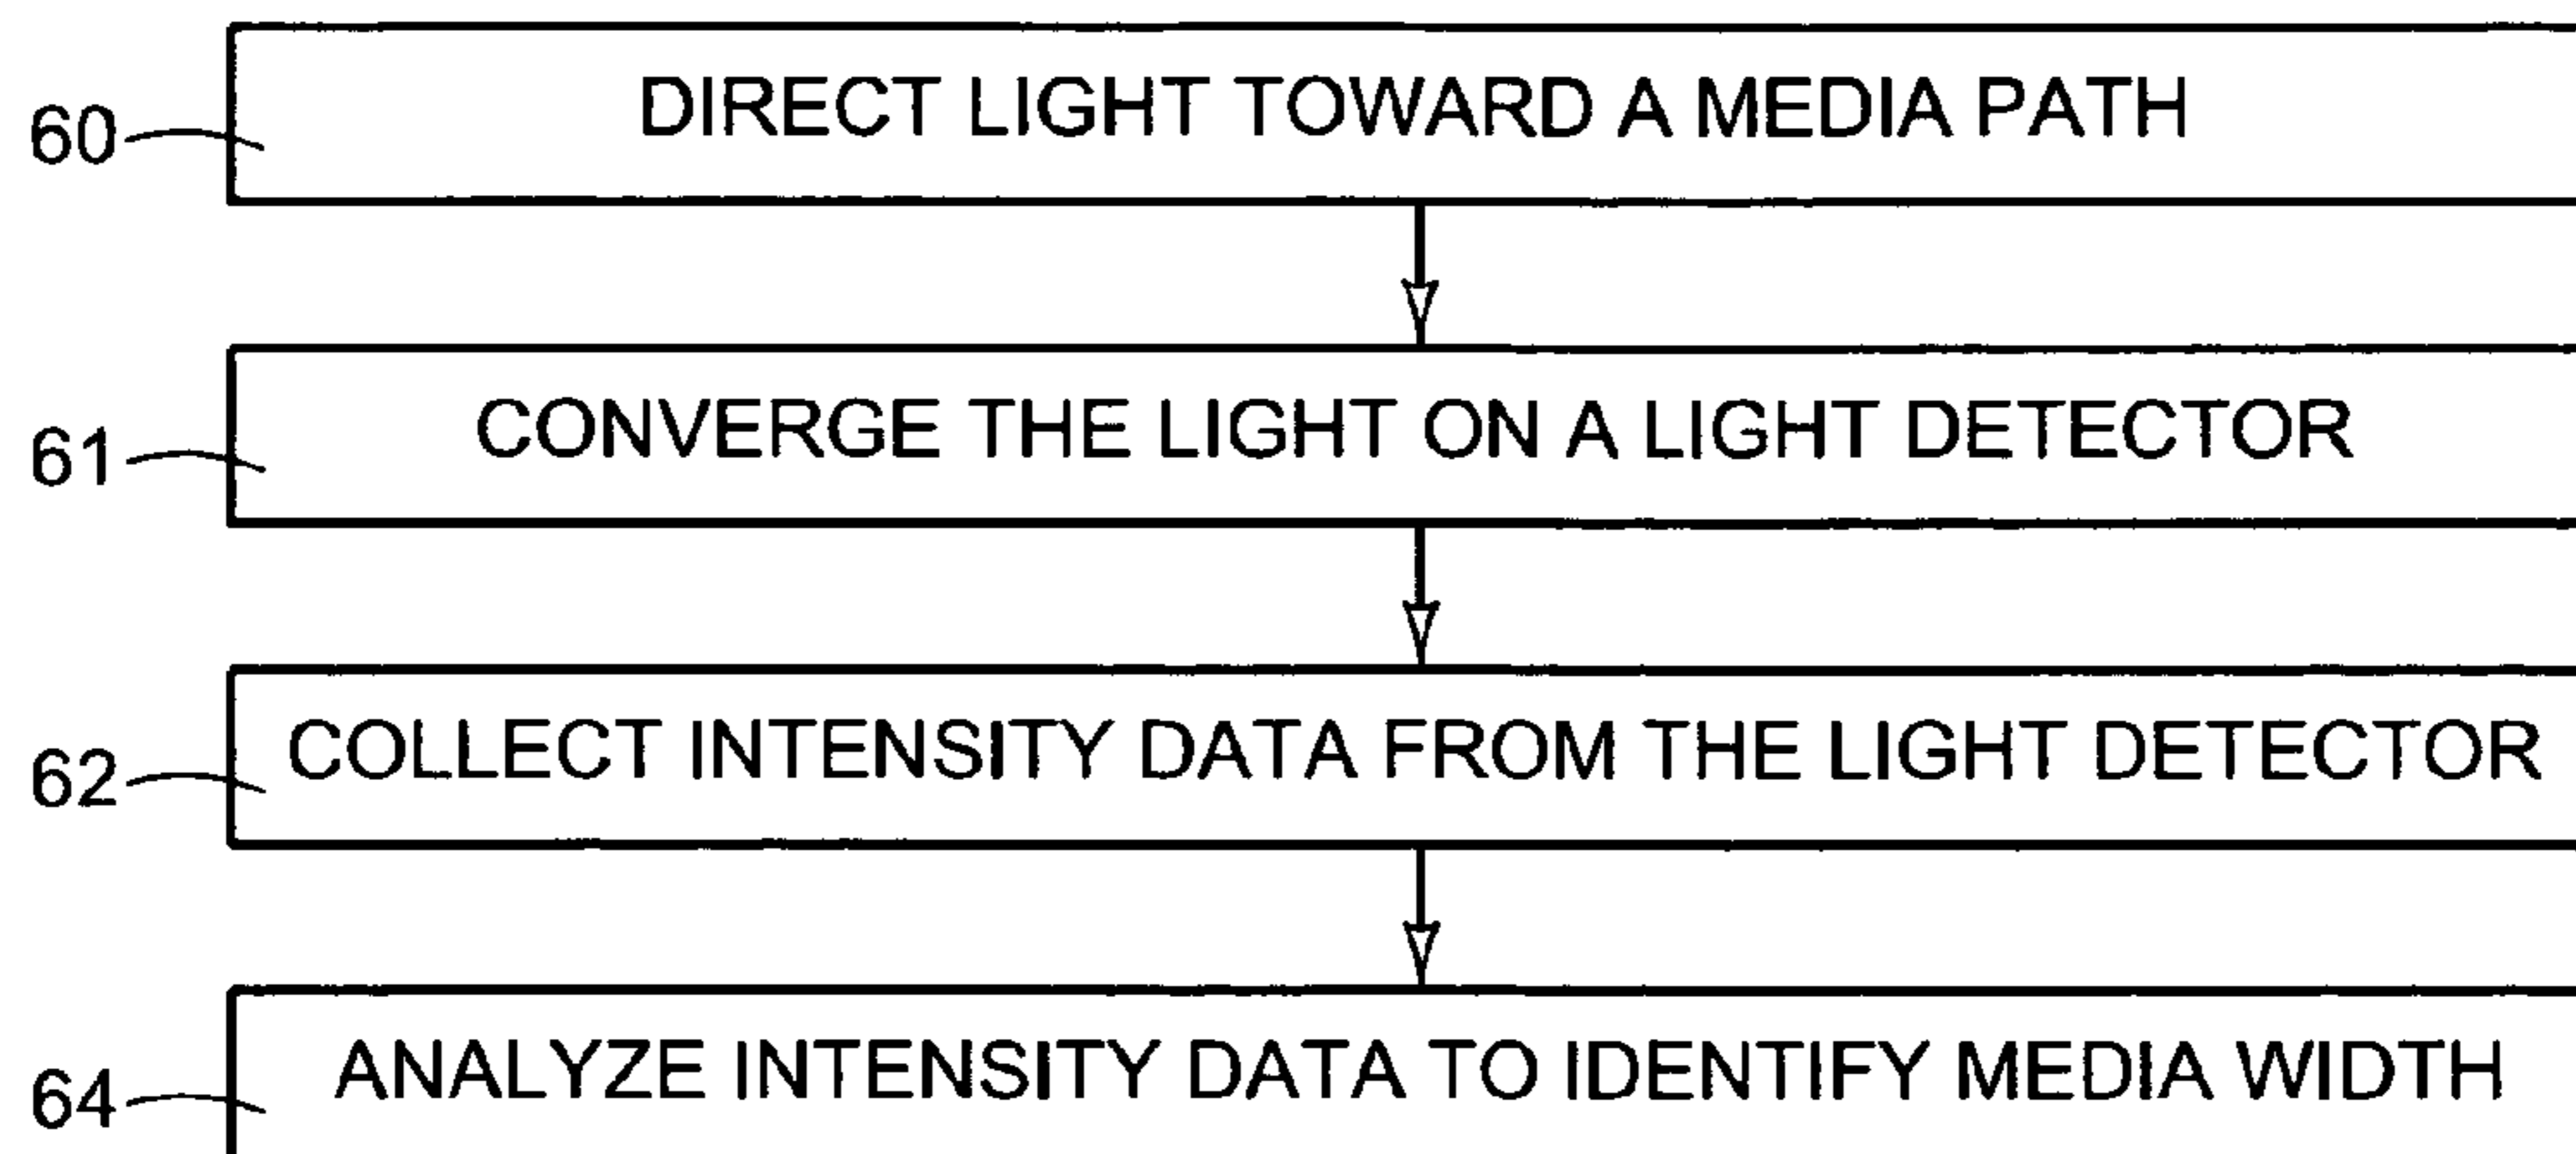 60 DIRECT LIGHT TOWARD A MEDIA PATH
61 CONVERGE THE LIGHT ON A LIGHT DETECTOR
62 COLLECT INTENSITY DATA FROM THE LIGHT DETECTOR
64 ANALYZE INTENSITY DATA TO IDENTIFY MEDIA WIDTH